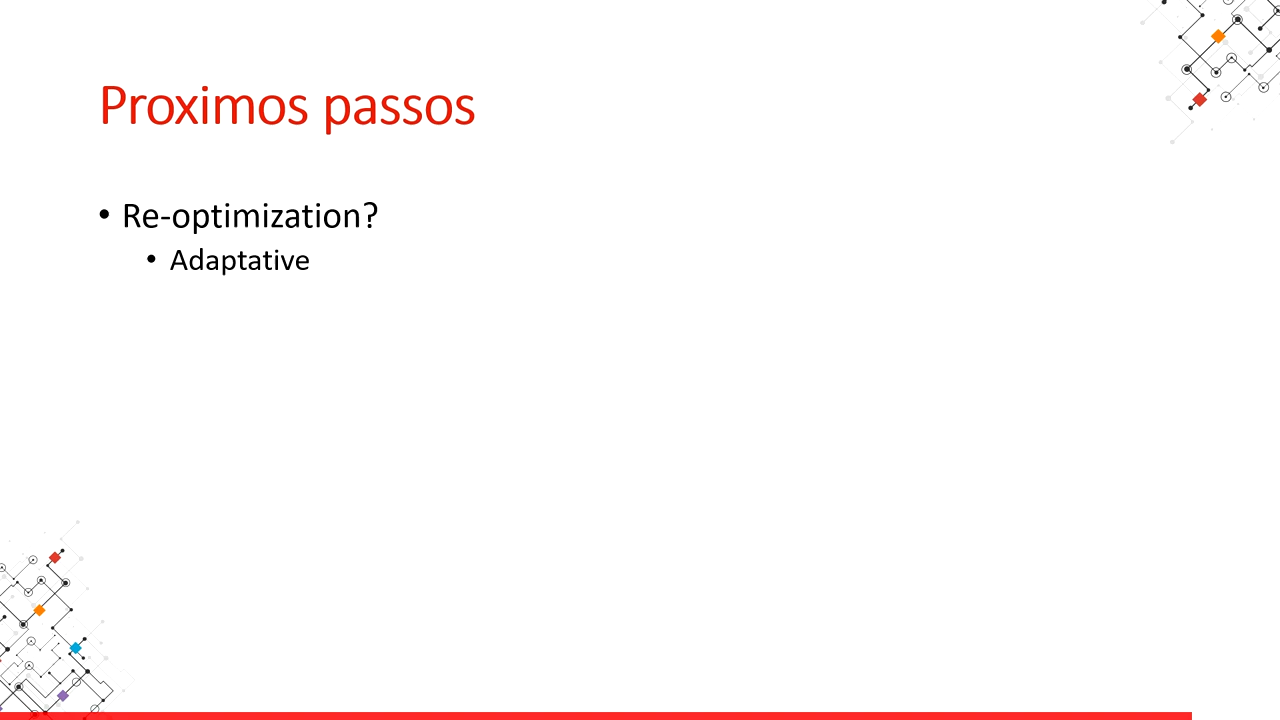 Proximos passos
• Re-optimization?
• Adaptative